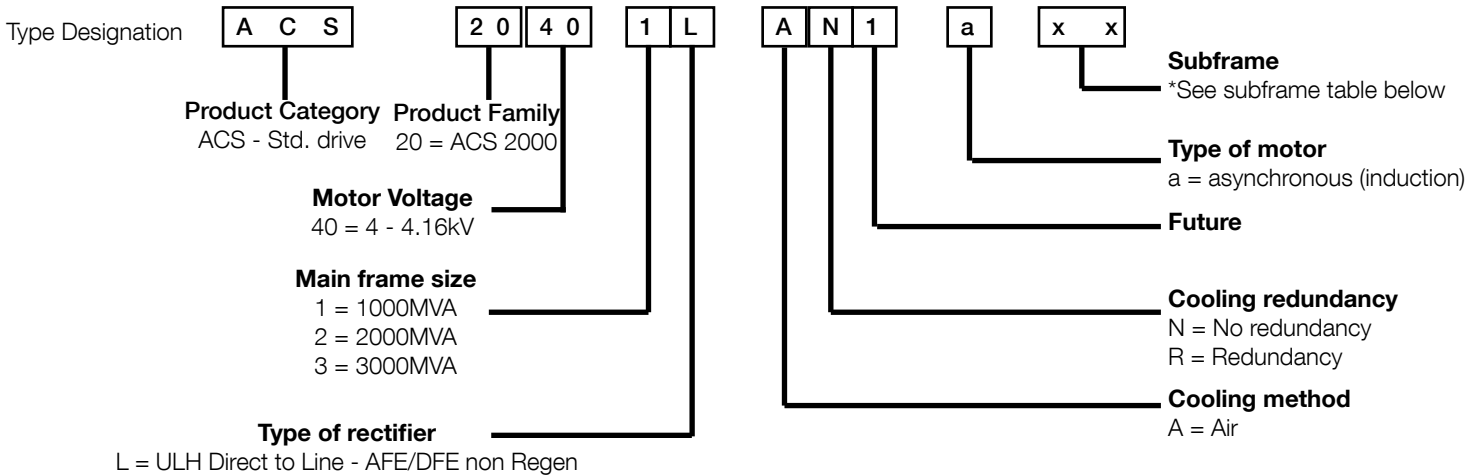 Type Designation A C S 2 0 4 0 1 L A N 1 a x x
Product Category
ACS - Std. drive
Product Family
20 = ACS 2000
Motor Voltage
40 = 4 - 4.16kV
Main frame size
1 = 1000MVA
2 = 2000MVA
3 = 3000MVA
Type of rectifier
L = ULH Direct to Line - AFE/DFE non Regen
Subframe
*See subframe table below
Type of motor
a = asynchronous (induction)
Future
Cooling redundancy
N = No redundancy
R = Redundancy
Cooling method
A = Air